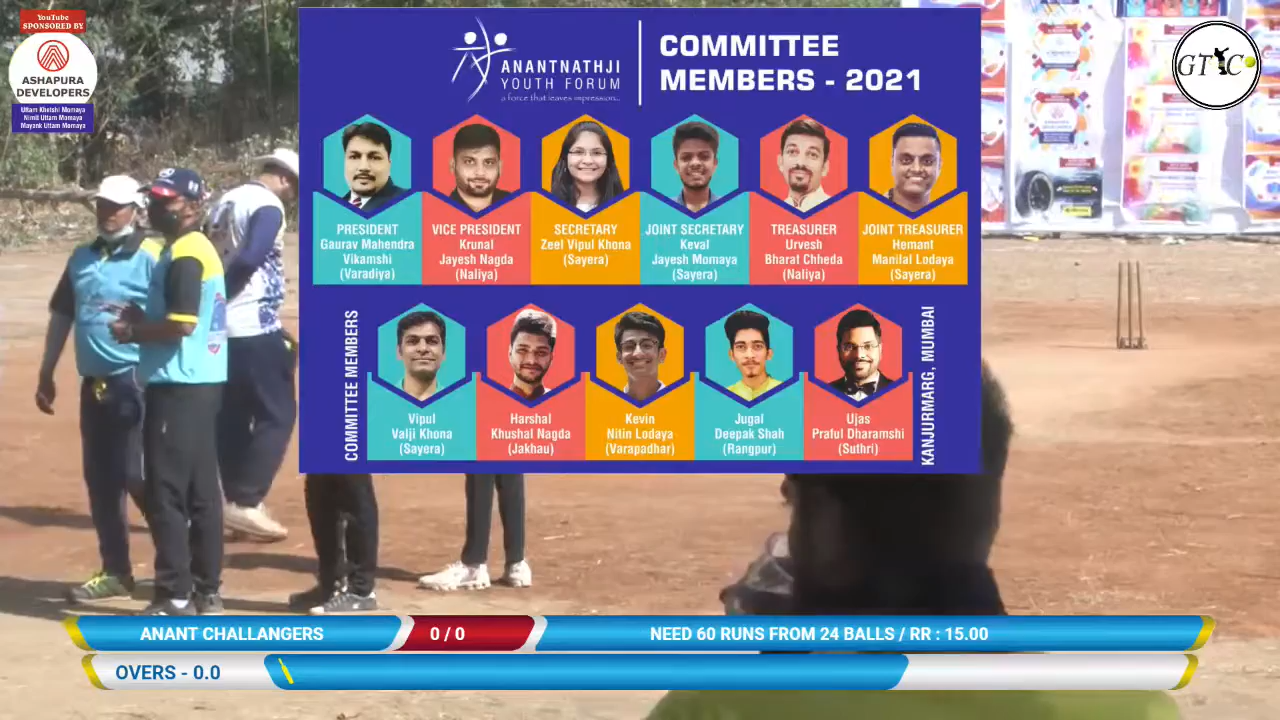 YouTube
SPONSORED BY
ASHAPURA
DEVELOPERS
Uttam Khetshi Momaya
Nimil Uttam Momaya
Mayank Uttam Momaya
ANANTNATHJI
YOUTH FORUM
a force that leaves impression...
COMMITTEE
MEMBERS - 2021
GTCC
PRESIDENT
Gaurav Mahendra
Vikamshi
(Varadiya)
VICE PRESIDENT
Krunal
Jayesh Nagda
(Naliya)
SECRETARY
Zeel Vipul Khona
(Sayera)
JOINT SECRETARY
Keval
Jayesh Momaya
(Sayera)
TREASURER
Urvesh
Bharat Chheda
(Naliya)
JOINT TREASURER
Hemant
Manilal Lodaya
(Sayera)
COMMITTEE MEMBERS
Vipul
Valji Khona
(Sayera)
Harshal
Khushal Nagda
(Jakhau)
Kevin
Nitin Lodaya
(Varapadhar)
Jugal
Deepak Shah
(Rangpur)
Ujas
Praful Dharamshi
(Suthri)
KANJURMARG, MUMBAI
ANANT CHALLANGERS
0 / 0
NEED 60 RUNS FROM 24 BALLS / RR : 15.00
OVERS - 0.0